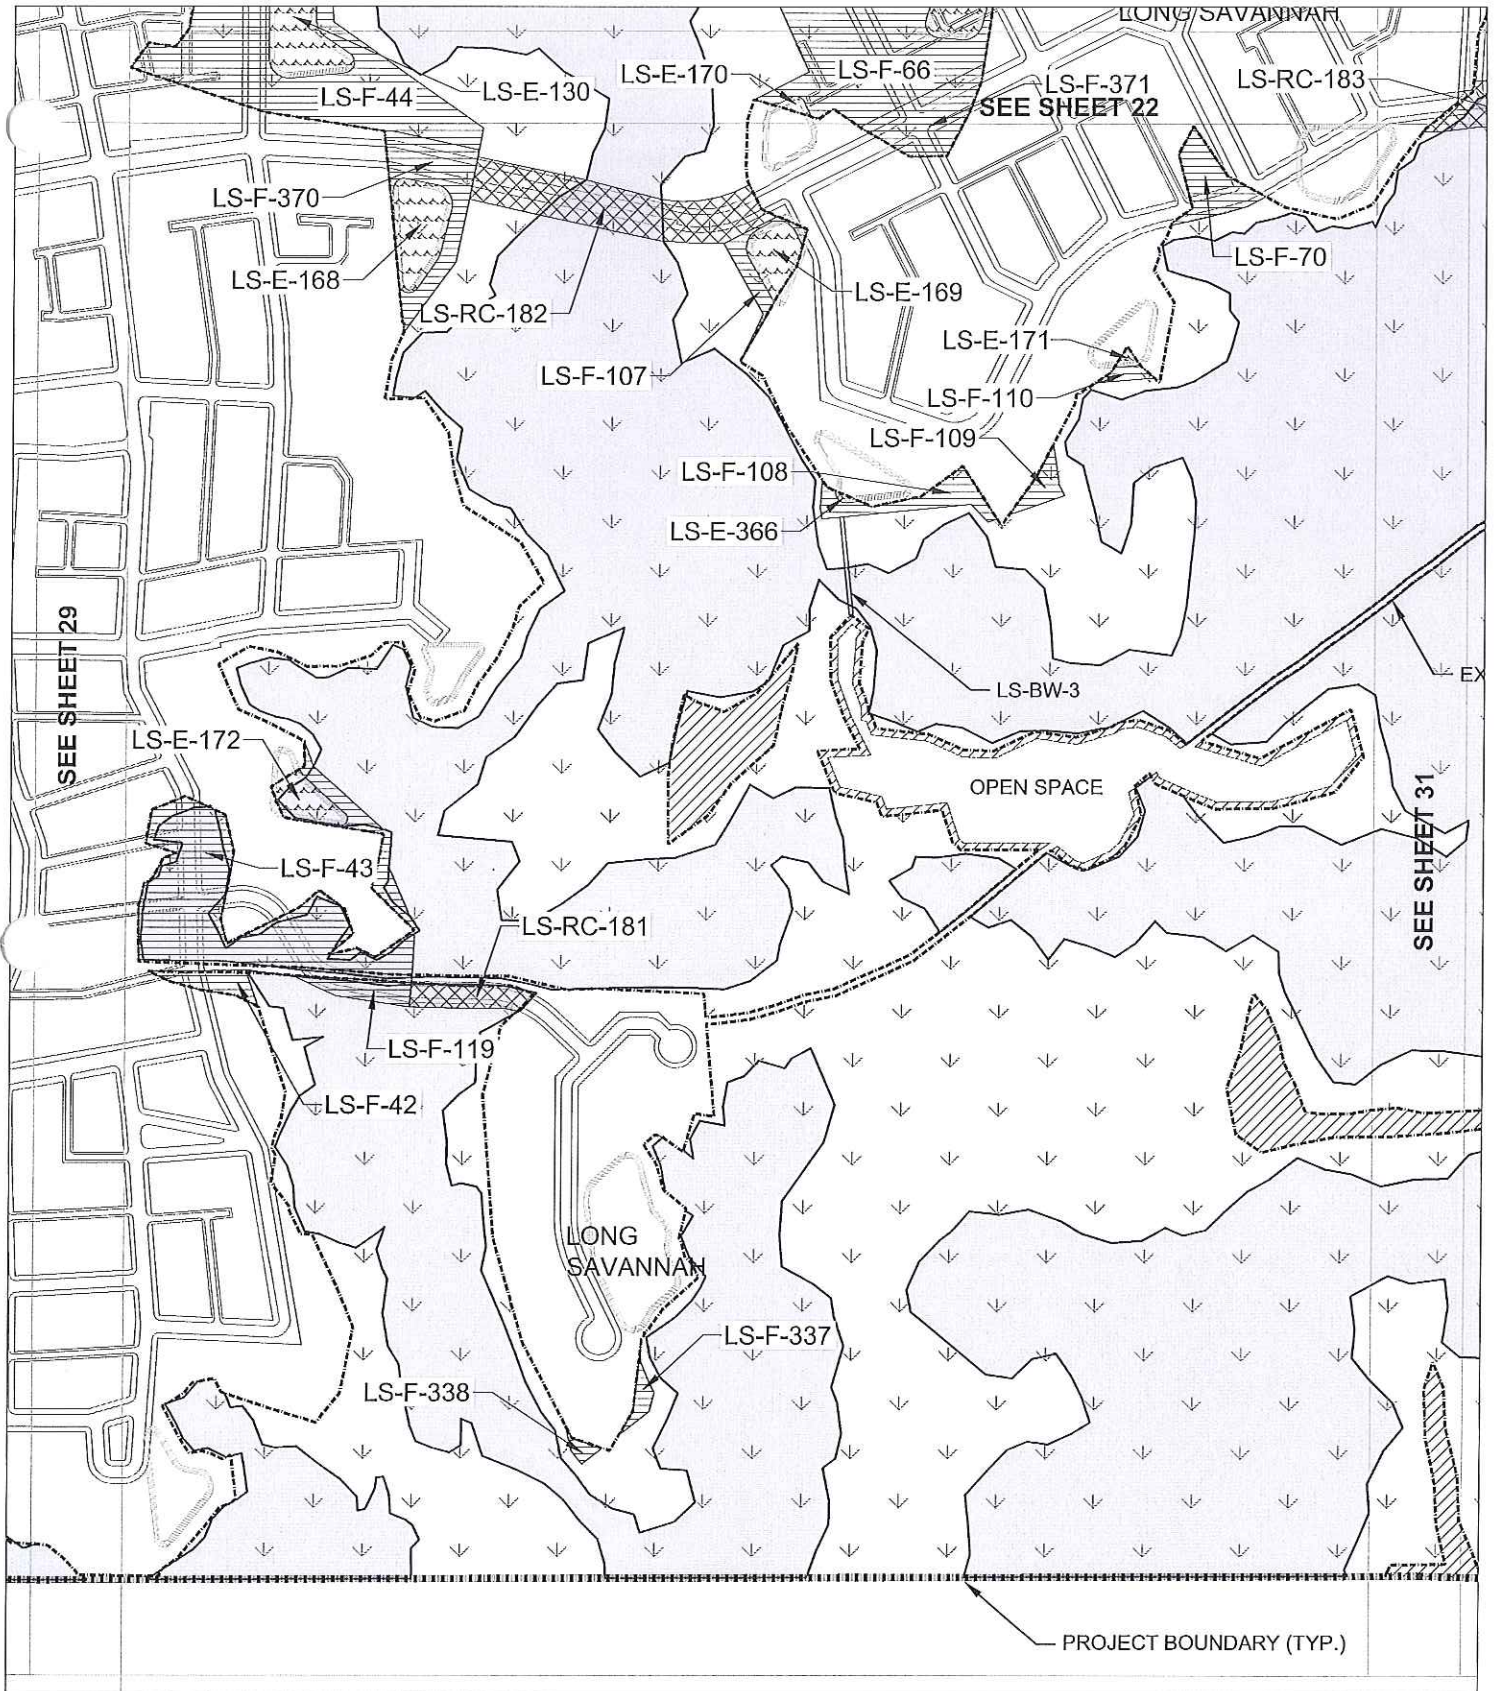 LONG SAVANNAH
LS-E-170
LS-F-66
LS-F-44
LS-E-130
LS-F-371
LS-RC-183
SEE SHEET 22
LS-F-370
LS-F-70
LS-E-168
LS-RC-182
LS-E-169
LS-E-171
LS-F-107
LS-F-110
LS-F-109
LS-F-108
LS-E-366
SEE SHEET 29
LS-BW-3
EX
LS-E-172
OPEN SPACE
SEE SHEET 31
LS-F-43
LS-RC-181
LS-F-119
LS-F-42
LONG
SAVANNAH
LS-F-337
LS-F-338
PROJECT BOUNDARY (TYP.)